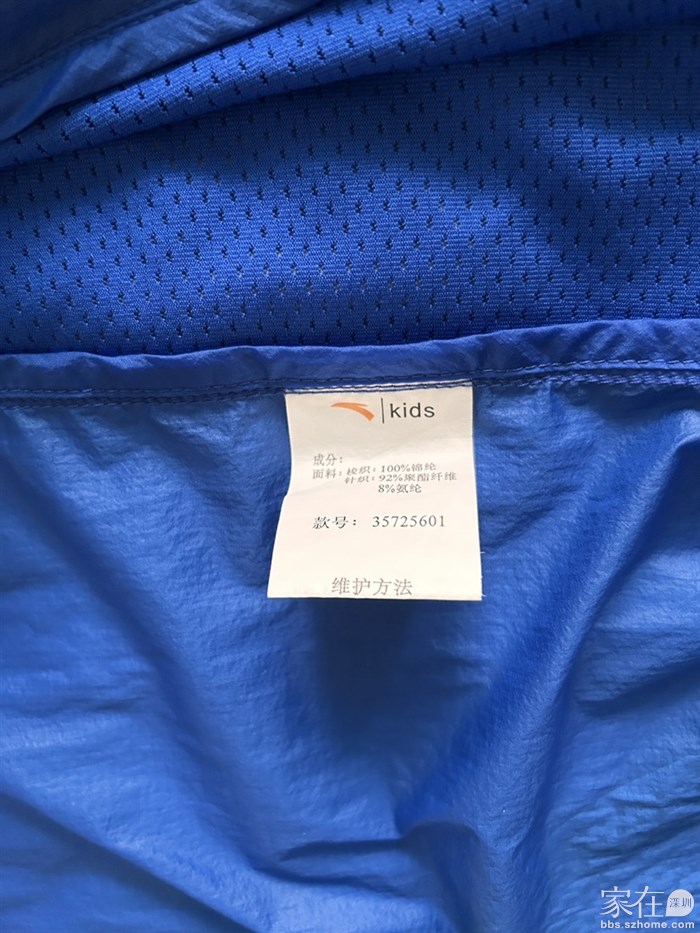 kids
成分:
面料: 梭织: 100%锦纶
针织: 92%聚酯纤维
8%氨纶
款号: 35725601
维护方法
家在深圳
bbs.szhome.com